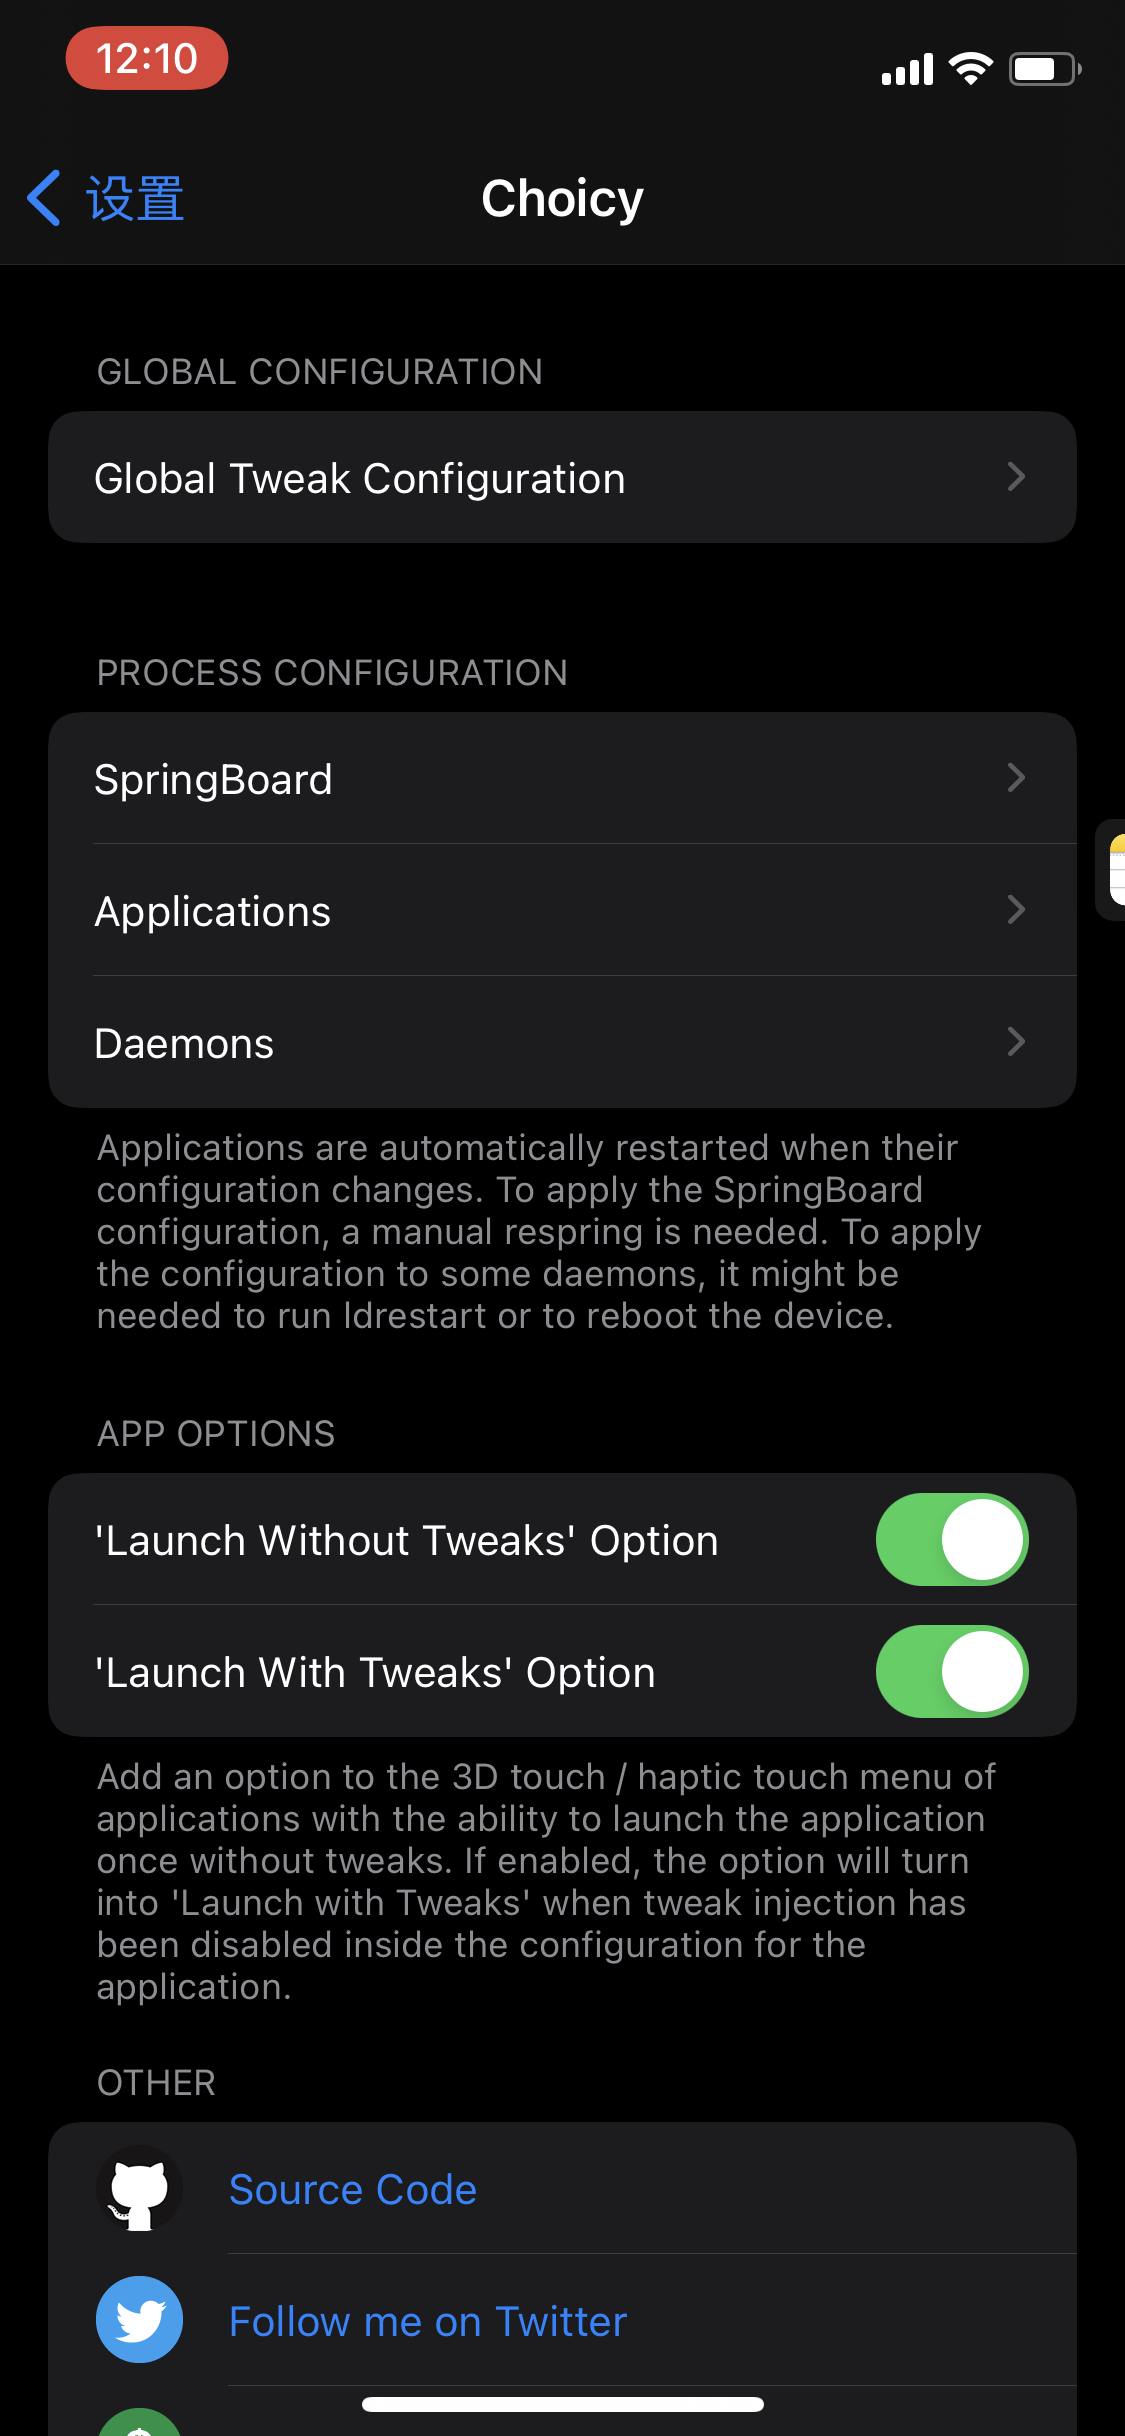 12:10
设置
Choicy
GLOBAL CONFIGURATION
Global Tweak Configuration
PROCESS CONFIGURATION
SpringBoard
Applications
Daemons
Applications are automatically restarted when their
configuration changes. To apply the SpringBoard
configuration, a manual respring is needed. To apply
the configuration to some daemons, it might be
needed to run ldrestart or to reboot the device.
APP OPTIONS
'Launch Without Tweaks' Option
'Launch With Tweaks' Option
Add an option to the 3D touch / haptic touch menu of
applications with the ability to launch the application
once without tweaks. If enabled, the option will turn
into 'Launch with Tweaks' when tweak injection has
been disabled inside the configuration for the
application.
OTHER
Source Code
Follow me on Twitter